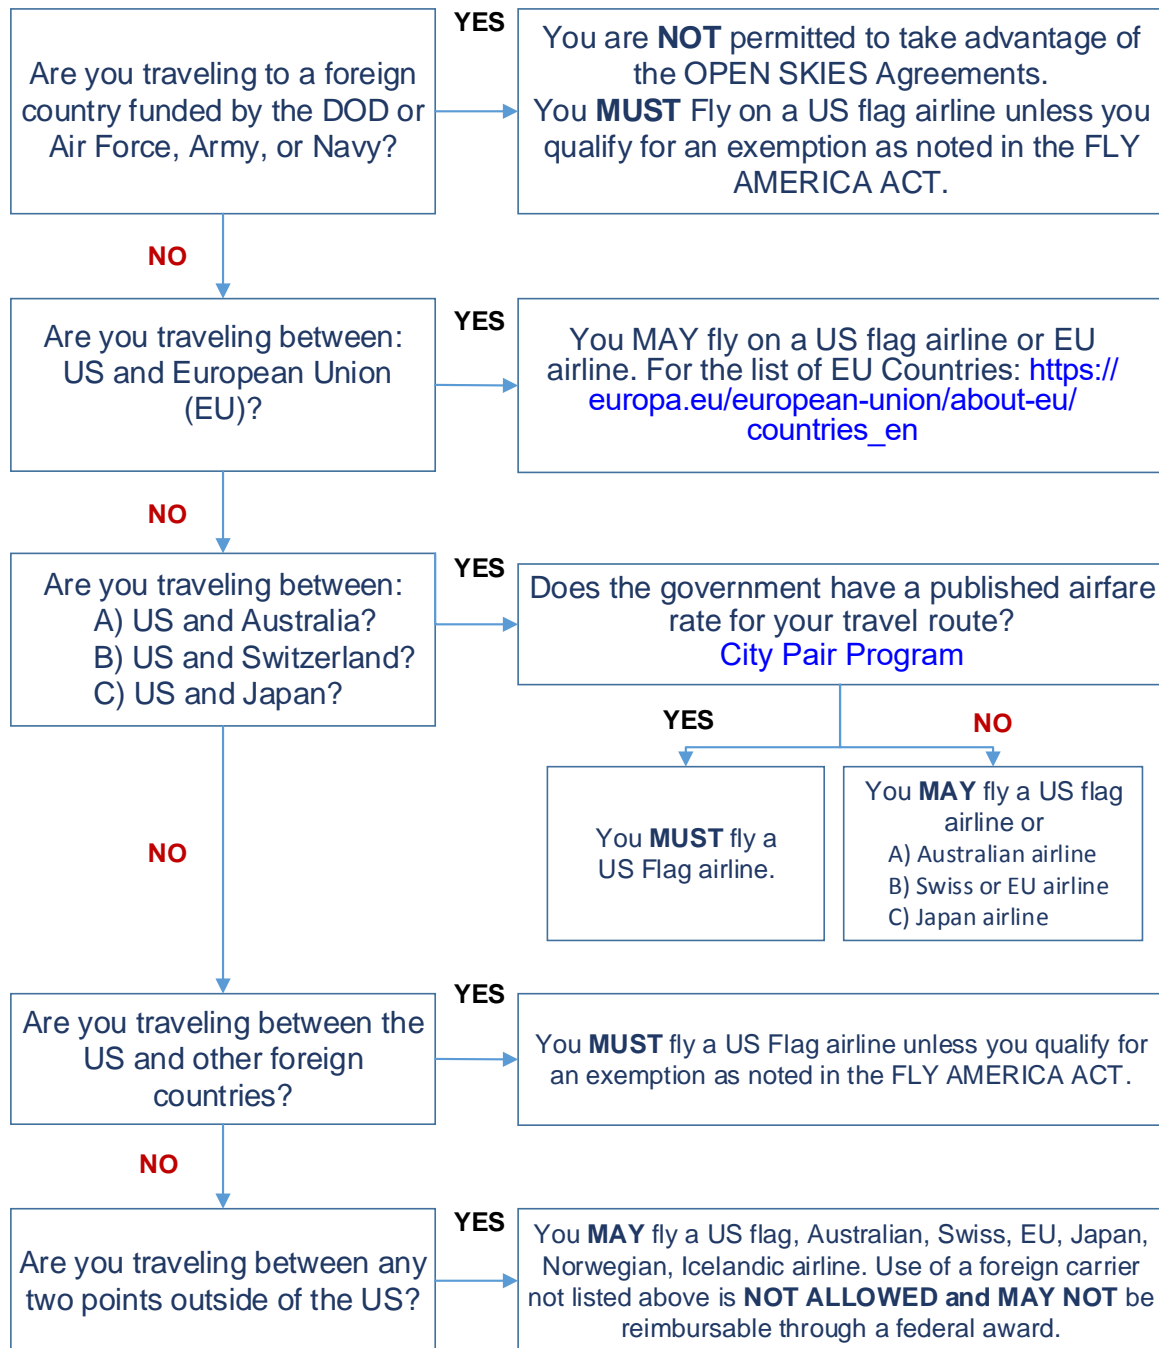 Are you traveling to a foreign
country funded by the DOD or
Air Force, Army, or Navy?
YES
You are NOT permitted to take advantage of
the OPEN SKIES Agreements.
You MUST Fly on a US flag airline unless you
qualify for an exemption as noted in the FLY
AMERICA ACT.
NO
Are you traveling between:
US and European Union
(EU)?
YES
You MAY fly on a US flag airline or EU
airline. For the list of EU Countries: https://
europa.eu/european-union/about-eu/
countries_en
NO
Are you traveling between:
A) US and Australia?
B) US and Switzerland?
C) US and Japan?
YES
Does the government have a published airfare
rate for your travel route?
City Pair Program
YES
You MUST fly a
US Flag airline.
NO
You MAY fly a US flag
airline or
A) Australian airline
B) Swiss or EU airline
C) Japan airline
NO
Are you traveling between the
US and other foreign
countries?
YES
You MUST fly a US Flag airline unless you qualify for
an exemption as noted in the FLY AMERICA ACT.
NO
Are you traveling between any
two points outside of the US?
YES
You MAY fly a US flag, Australian, Swiss, EU, Japan,
Norwegian, Icelandic airline. Use of a foreign carrier
not listed above is NOT ALLOWED and MAY NOT be
reimbursable through a federal award.